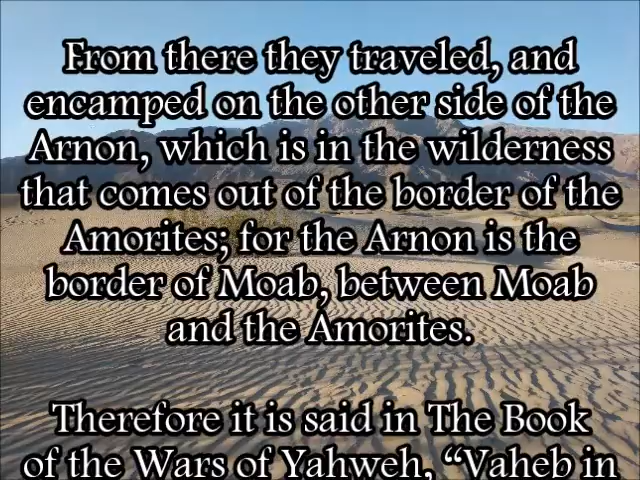 From there they traveled, and
encamped on the other side of the
Arnon, which is in the wilderness
that comes out of the border of the
Amorites; for the Arnon is the
border of Moab, between Moab
and the Amorites.
Therefore it is said in The Book
of the Wars of Yahweh, “Vaheb in